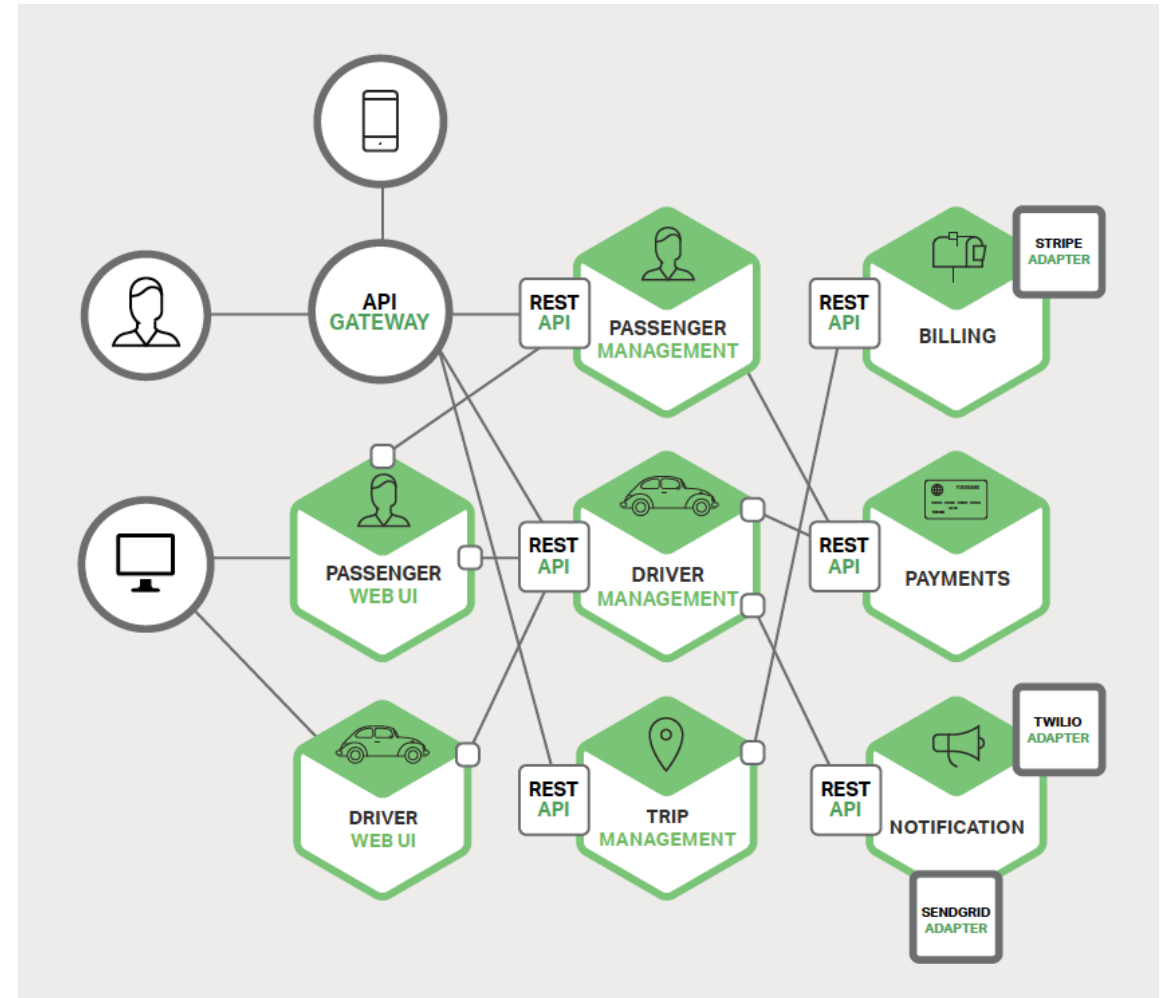 API
GATEWAY
REST
API
PASSENGER
MANAGEMENT
REST
API
BILLING
STRIPE
ADAPTER
PASSENGER
WEB UI
REST
API
DRIVER
MANAGEMENT
REST
API
YOURBANK
PAYMENTS
DRIVER
WEB UI
REST
API
TRIP
MANAGEMENT
REST
API
NOTIFICATION
TWILIO
ADAPTER
SENDGRID
ADAPTER